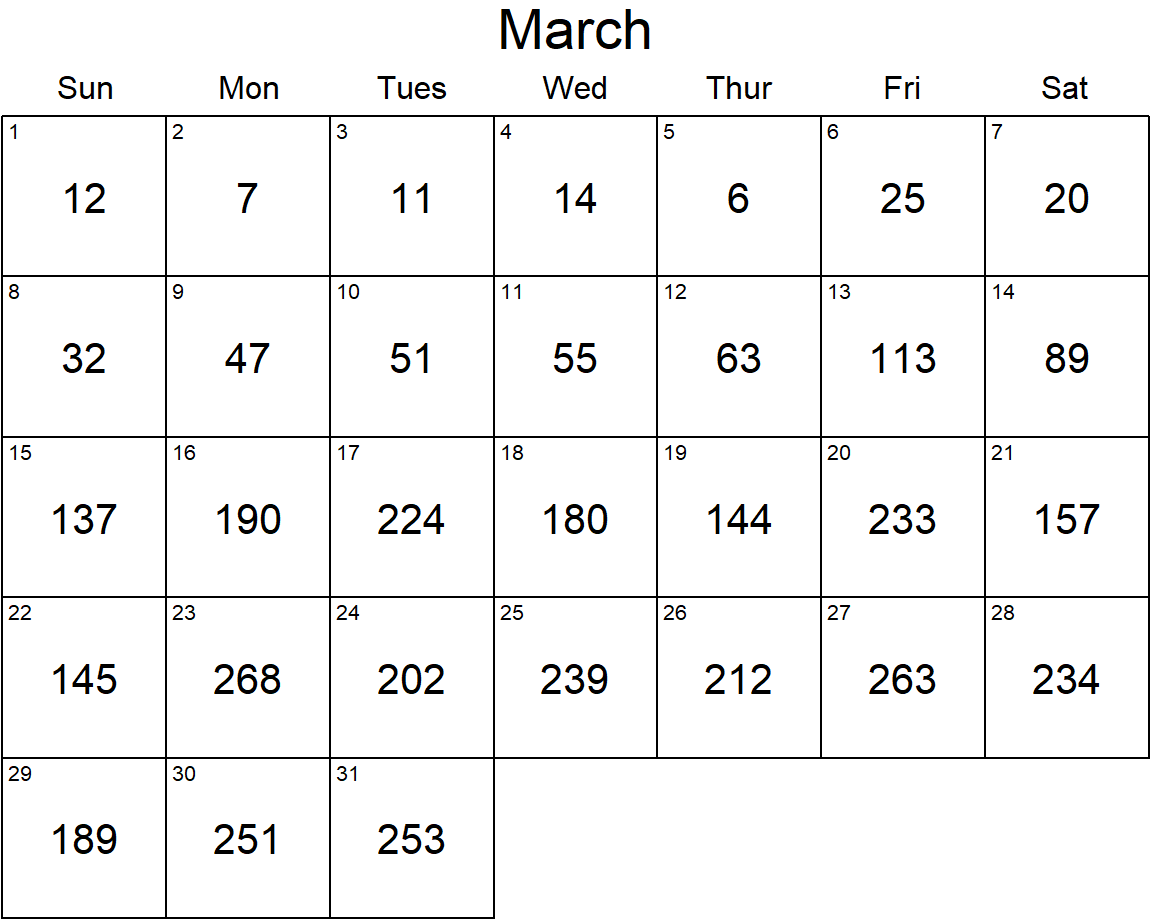 March
Sun Mon Tues Wed Thur Fri Sat
1 2 3 4 5 6 7
12 7 11 14 6 25 20
8 9 10 11 12 13 14
32 47 51 55 63 113 89
15 16 17 18 19 20 21
137 190 224 180 144 233 157
22 23 24 25 26 27 28
145 268 202 239 212 263 234
29 30 31
189 251 253